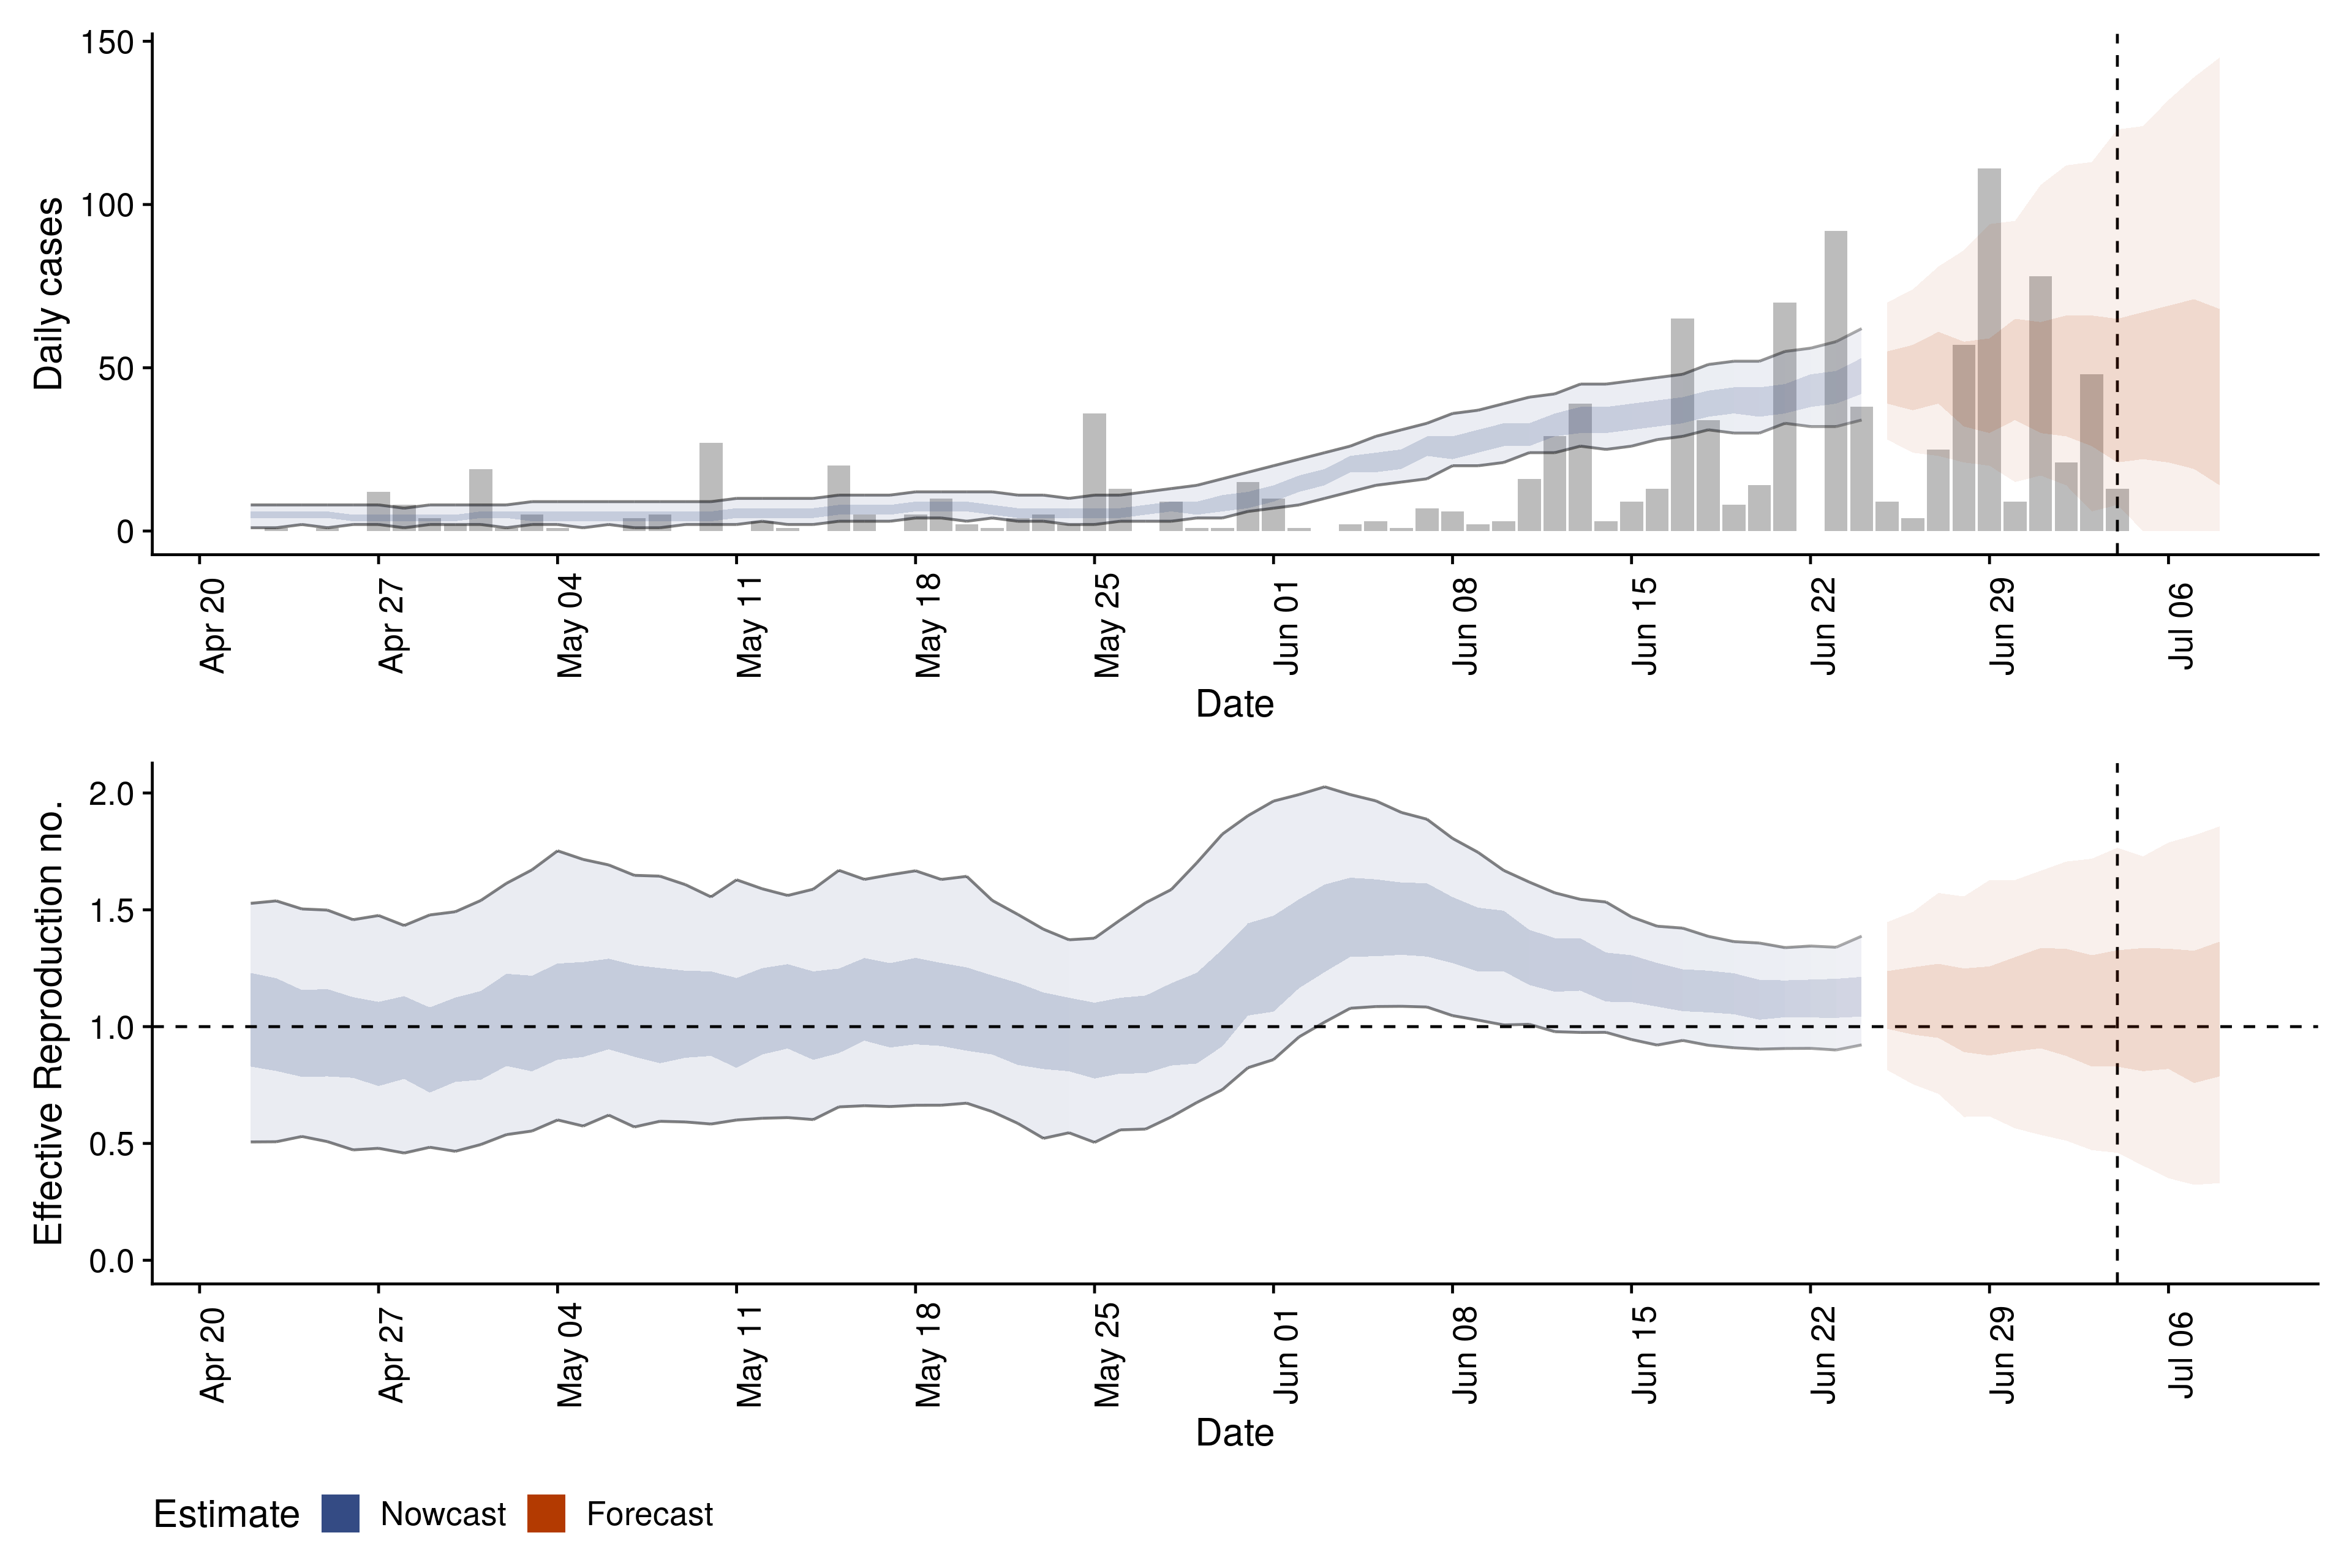 Daily cases
150
100
50
0
Apr 20
Apr 27
May 04
May 11
May 18
May 25
Jun 01
Jun 08
Jun 15
Jun 22
Jun 29
Jul 06
Date
Effective Reproduction no.
2.0
1.5
1.0
0.5
0.0
Apr 20
Apr 27
May 04
May 11
May 18
May 25
Jun 01
Jun 08
Jun 15
Jun 22
Jun 29
Jul 06
Date
Estimate Nowcast Forecast